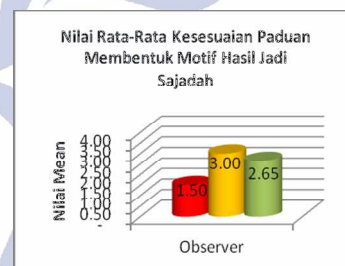 Nilai Rata-Rata Kesesuaian Paduan
Membentuk Motif Hasil Jadi
Sajadah
Nilai Mean
4.00
3.50
3.00
2.50
2.00
1.50
1.00
0.50
-
1.50
3.00
2.65
Observer